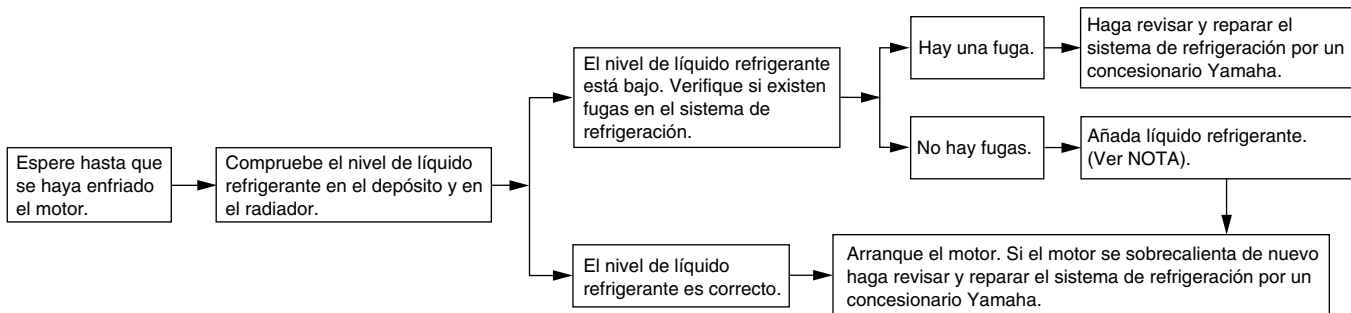 Espere hasta que
se haya enfriado
el motor.
Compruebe el nivel de líquido
refrigerante en el depósito y en
el radiador.
El nivel de líquido refrigerante
está bajo. Verifique si existen
fugas en el sistema de
refrigeración.
Hay una fuga.
Haga revisar y reparar el
sistema de refrigeración por un
concesionario Yamaha.
No hay fugas.
Añada líquido refrigerante.
(Ver NOTA).
El nivel de líquido
refrigerante es correcto.
Arranque el motor. Si el motor se sobrecalienta de nuevo
haga revisar y reparar el sistema de refrigeración por un
concesionario Yamaha.